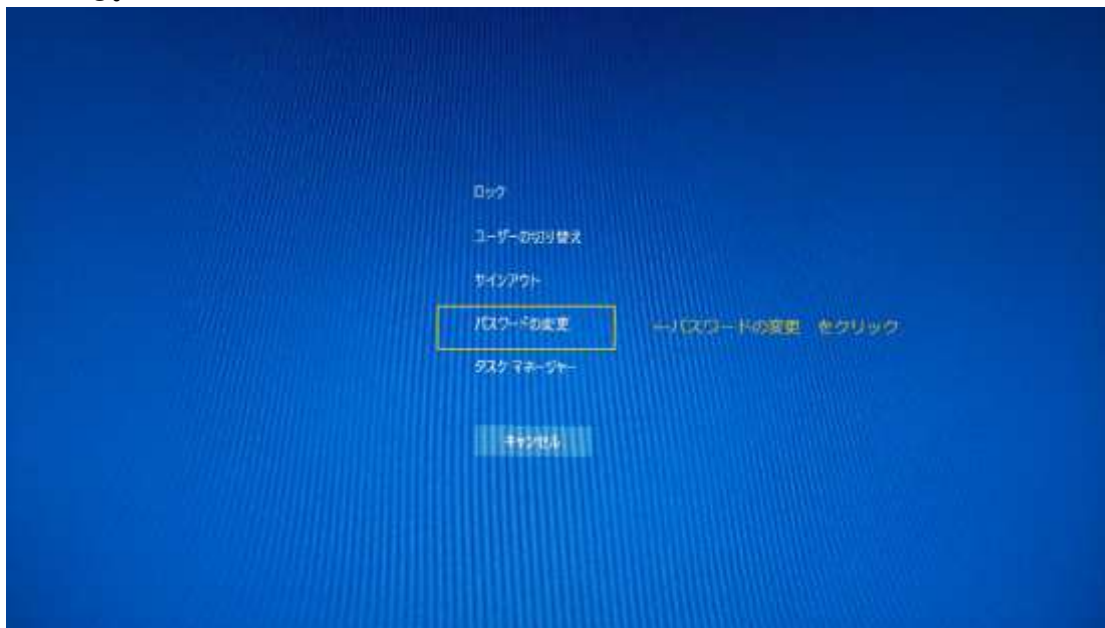 ロック
ユーザーの切り替え
サインアウト
パスワードの変更
←パスワードの変更 をクリック
タスク マネージャー
キャンセル